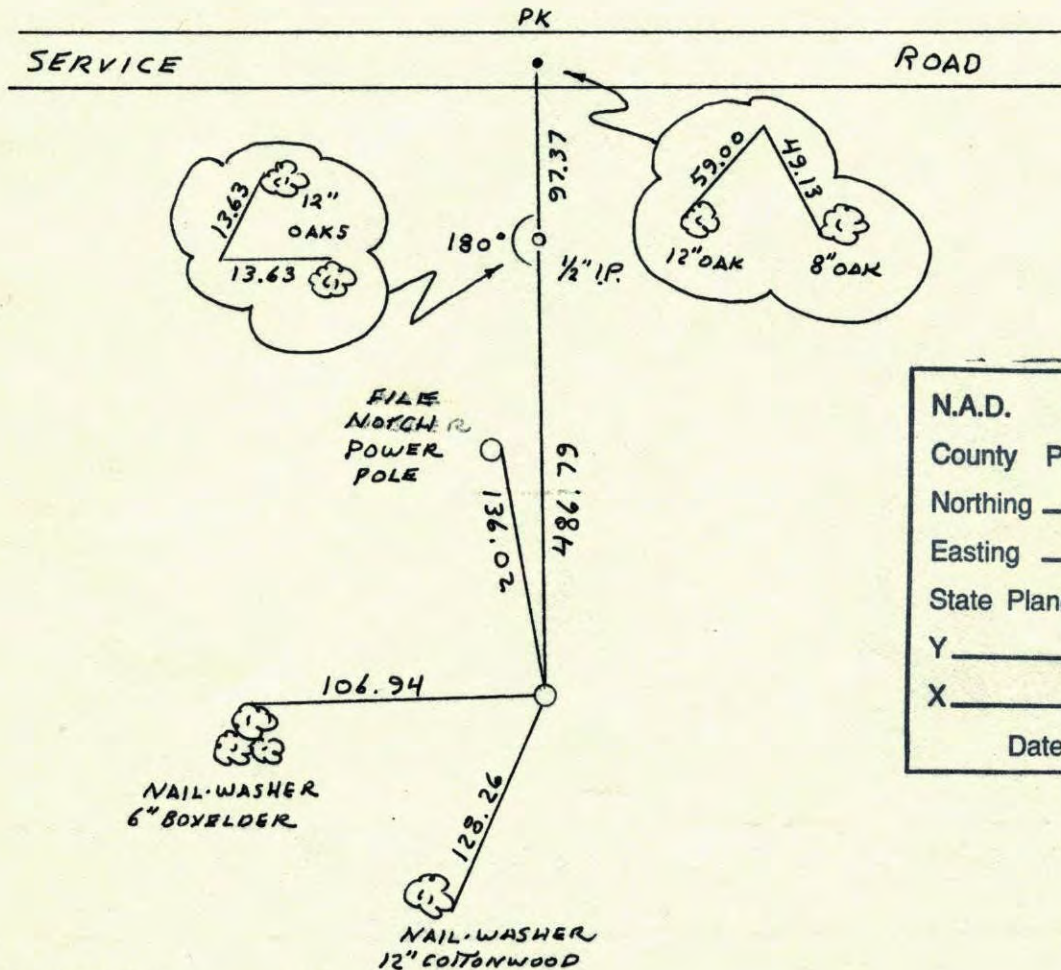 PK
SERVICE ROAD
97.37
13.63
12"
OAKS
13.63
180°
1/2" I.P.
59.00
49.13
12" OAK
8" OAK
FILE
NOTCH
POWER
POLE
136.02
486.79
106.94
NAIL-WASHER
6" BOXELDER
128.26
NAIL-WASHER
12" COTTONWOOD
N.A.D.
County P
Northing
Easting
State Plan
Y
X
Date